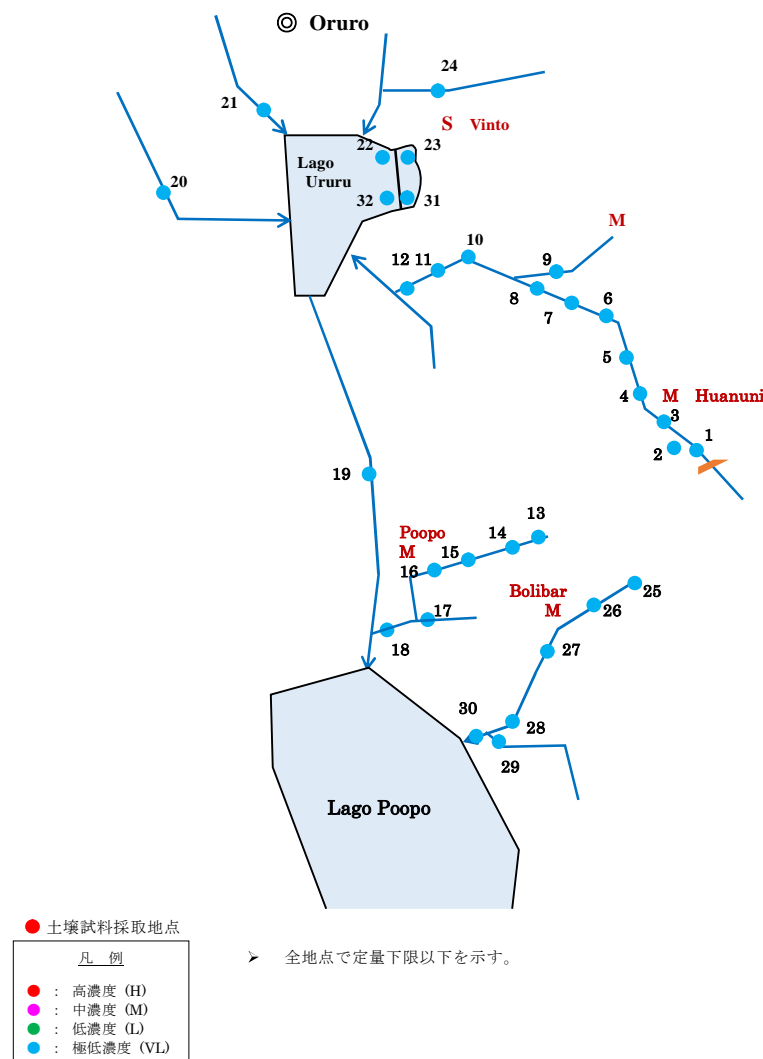 ◎ Oruro
24
21
S Vinto
22
23
Lago
Ururu
20
32
31
M
10
12 11
9
8
7
6
5
4
M Huanuni
3
1
2
19
13
Poopo
M
14
15
16
Bolibar
M
25
26
17
18
27
30
28
29
Lago Poopo
● 土壌試料採取地点
凡 例
● : 高濃度 (H)
● : 中濃度 (M)
● : 低濃度 (L)
● : 極低濃度 (VL)
➢ 全地点で定量下限以下を示す。